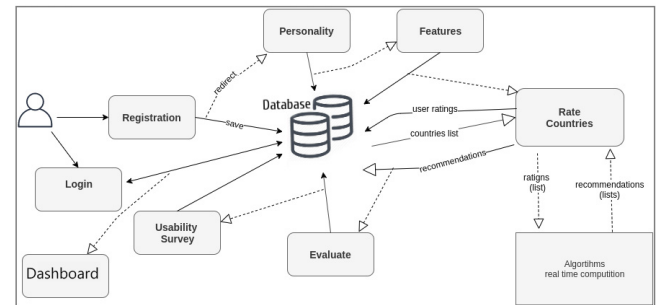 Personality
Features
redirect
Database
Registration
save
user ratings
Rate
Countries
countries list
recommendations
Login
ratigns
(list)
recommendations
(lists)
Usability
Survey
Dashboard
Evaluate
Algortihms
real time computition